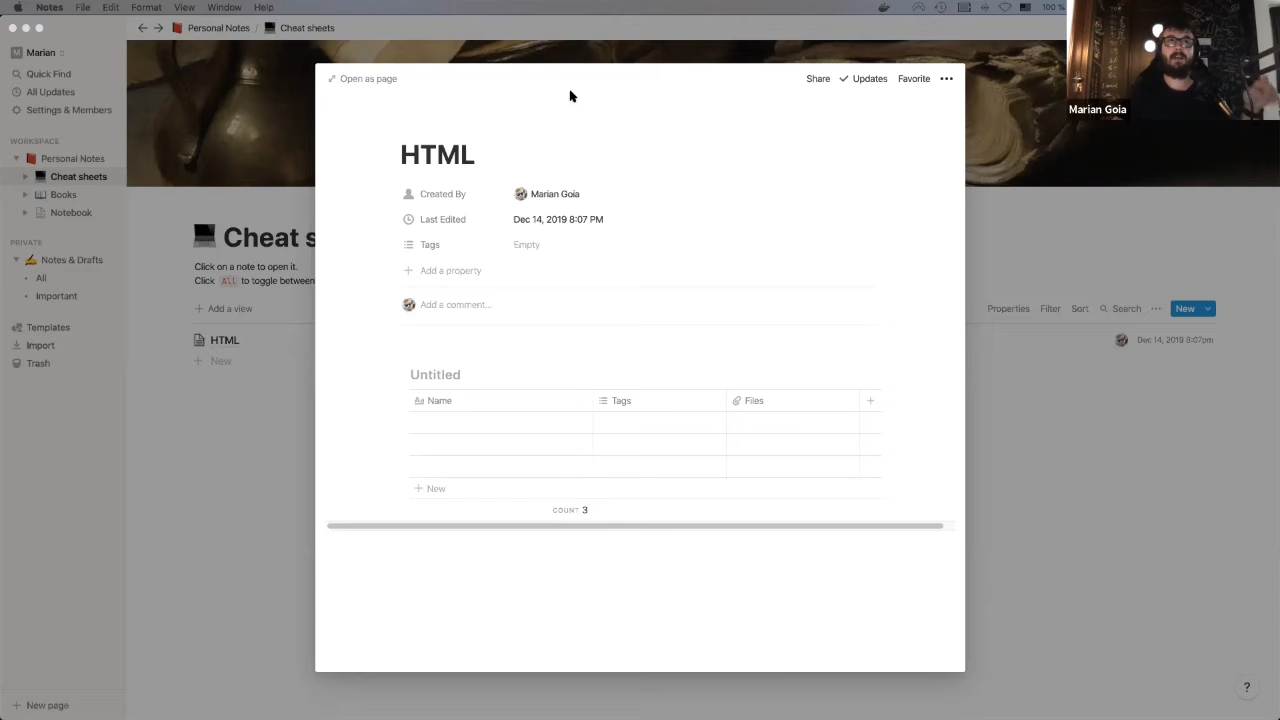 Notes File Edit Format View Window Help 100 %
Personal Notes / Cheat sheets
M Marian
Quick Find
All Updates
Settings & Members
WORKSPACE
Personal Notes
Cheat sheets
Books
Notebook
PRIVATE
Notes & Drafts
All
Important
Templates
Import
Trash
New page
Cheat s
Click on a note to open it.
Click All to toggle between
Add a view
HTML
New
Open as page
Share Updates Favorite
HTML
Created By Marian Goia
Last Edited Dec 14, 2019 8:07 PM
Tags Empty
Add a property
Add a comment...
Untitled
Name Tags Files
New
COUNT 3
Properties Filter Sort Search New
Dec 14, 2019 8:07pm
Marian Goia
?